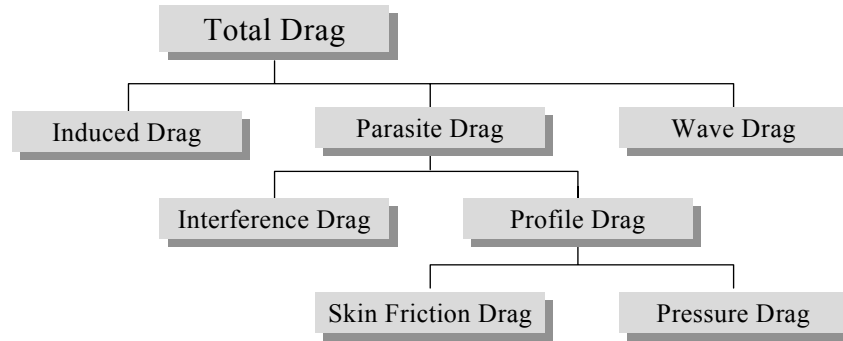 Total Drag
Induced Drag
Parasite Drag
Wave Drag
Interference Drag
Profile Drag
Skin Friction Drag
Pressure Drag